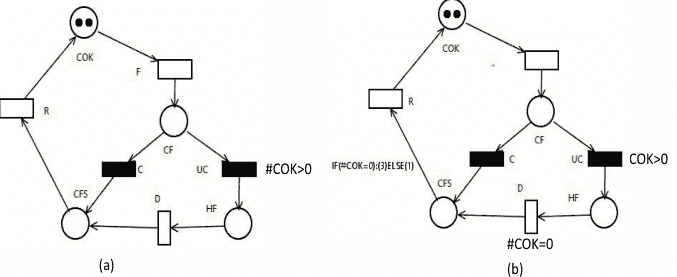 COK
F
R
CF
C
UC
#COK>0
CFS
D
HF
(a)
COK
R
CF
IF(#COK=0):(3)ELSE(1)
C
UC
COK>0
CFS
D
HF
#COK=0
(b)